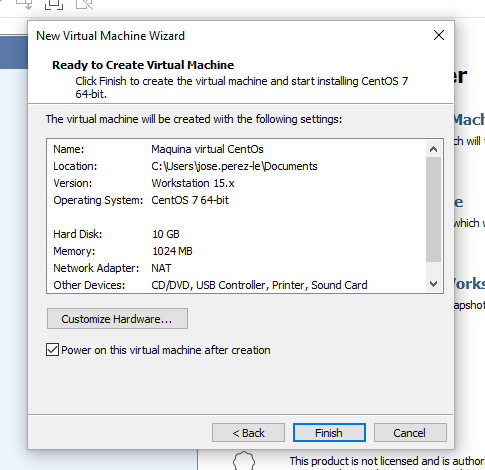 New Virtual Machine Wizard
Ready to Create Virtual Machine
Click Finish to create the virtual machine and start installing CentOS 7
64-bit.
The virtual machine will be created with the following settings:
Name: Maquina virtual CentOs
Location: C:\Users\jose.perez-le\Documents
Version: Workstation 15.x
Operating System: CentOS 7 64-bit
Hard Disk: 10 GB
Memory: 1024 MB
Network Adapter: NAT
Other Devices: CD/DVD, USB Controller, Printer, Sound Card
Customize Hardware...
Power on this virtual machine after creation
< Back
Finish
Cancel
er
Mach
ch will
e
which w
orks
apshot
This product is not licensed and is author